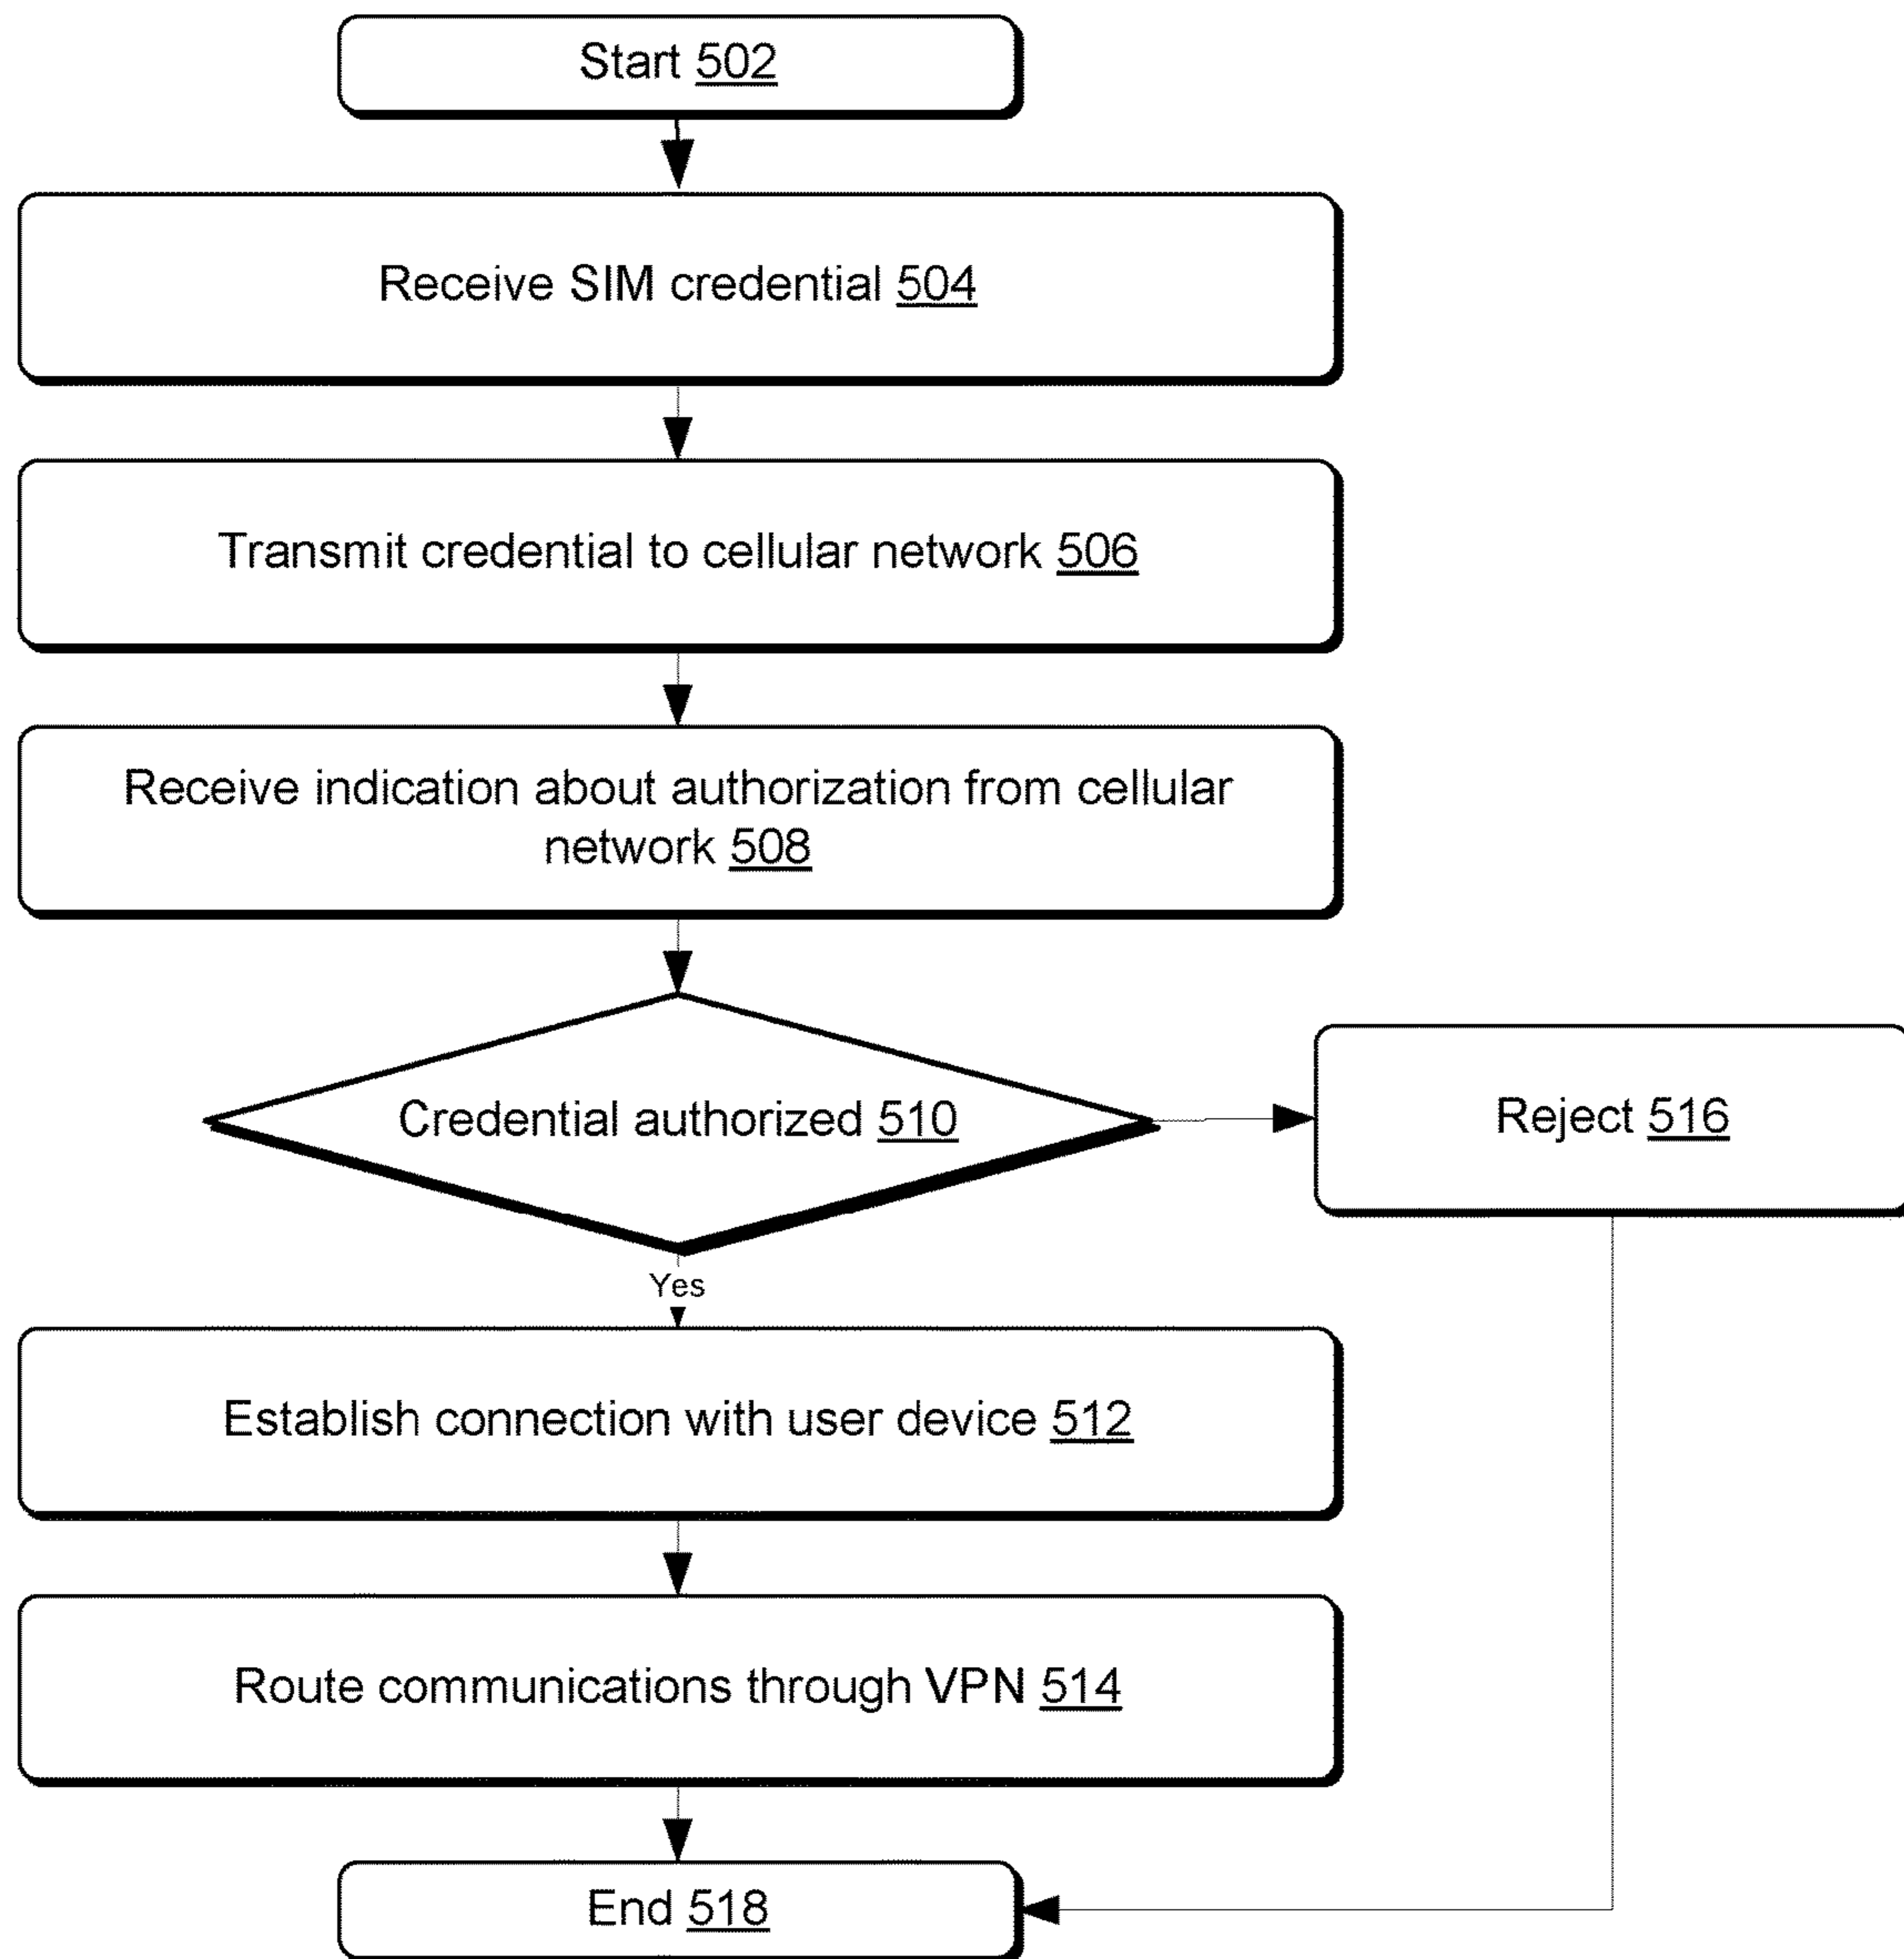 Start 502
Receive SIM credential 504
Transmit credential to cellular network 506
Receive indication about authorization from cellular
network 508
Credential authorized 510
Reject 516
Yes
Establish connection with user device 512
Route communications through VPN 514
End 518